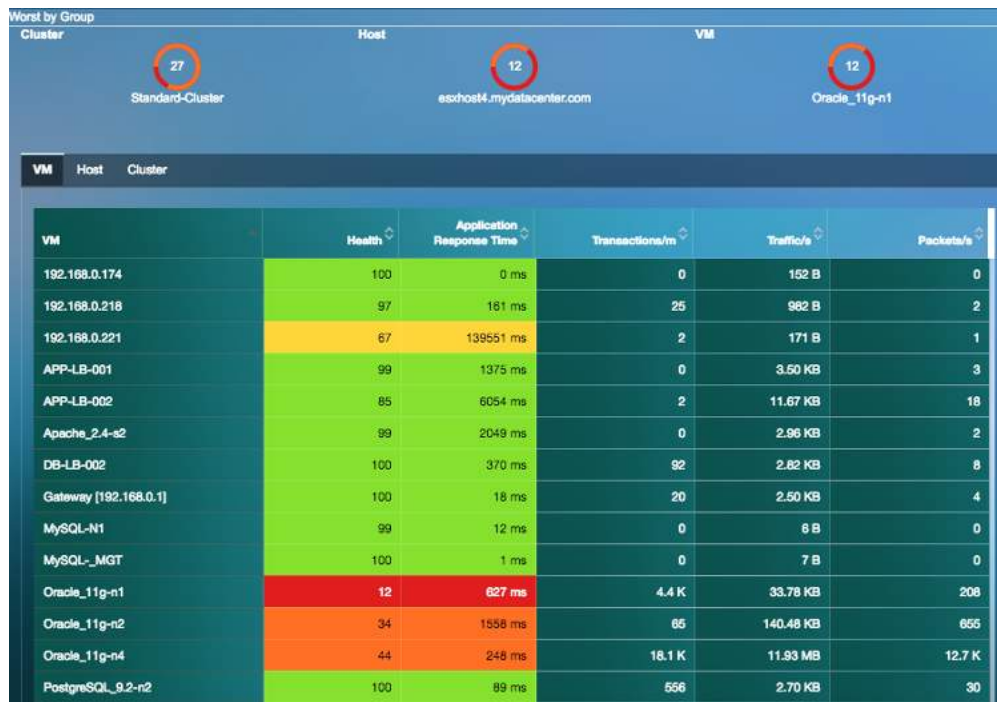 Worst by Group
Cluster Host VM
27 12 12
Standard-Cluster esxhost4.mydatacenter.com Oracle_11g-n1
VM Host Cluster
VM Health Application Response Time Transactions/m Traffic/s Packets/s
192.168.0.174 100 0 ms 0 152 B 0
192.168.0.218 97 161 ms 25 982 B 2
192.168.0.221 67 139551 ms 2 171 B 1
APP-LB-001 99 1375 ms 0 3.50 KB 3
APP-LB-002 85 6054 ms 2 11.67 KB 18
Apache_2.4-s2 99 2049 ms 0 2.96 KB 2
DB-LB-002 100 370 ms 92 2.82 KB 8
Gateway [192.168.0.1] 100 18 ms 20 2.50 KB 4
MySQL-N1 99 12 ms 0 6 B 0
MySQL-_MGT 100 1 ms 0 7 B 0
Oracle_11g-n1 12 627 ms 4.4 K 33.78 KB 208
Oracle_11g-n2 34 1558 ms 65 140.48 KB 655
Oracle_11g-n4 44 248 ms 18.1 K 11.93 MB 12.7 K
PostgreSQL_9.2-n2 100 89 ms 556 2.70 KB 30